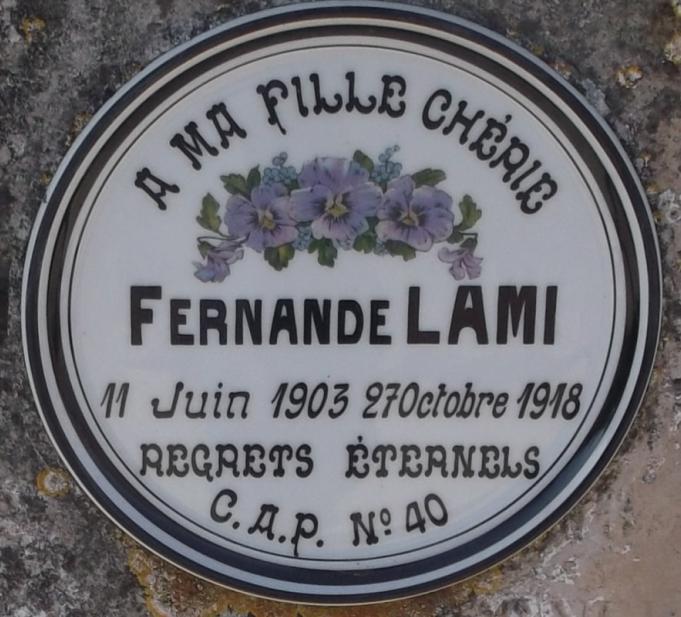 A MA FILLE CHÉRIE
FERNANDE LAMI
11 Juin 1903 27 Octobre 1918
REGRETS ÉTERNELS
C.A.P. Nº 40